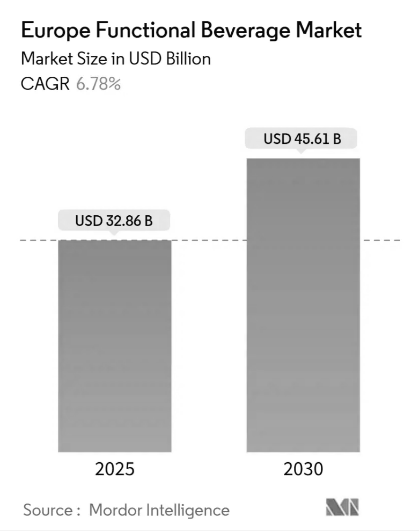 Europe Functional Beverage Market
Market Size in USD Billion
CAGR 6.78%
USD 45.61 B
USD 32.86 B
2025 2030
Source : Mordor Intelligence